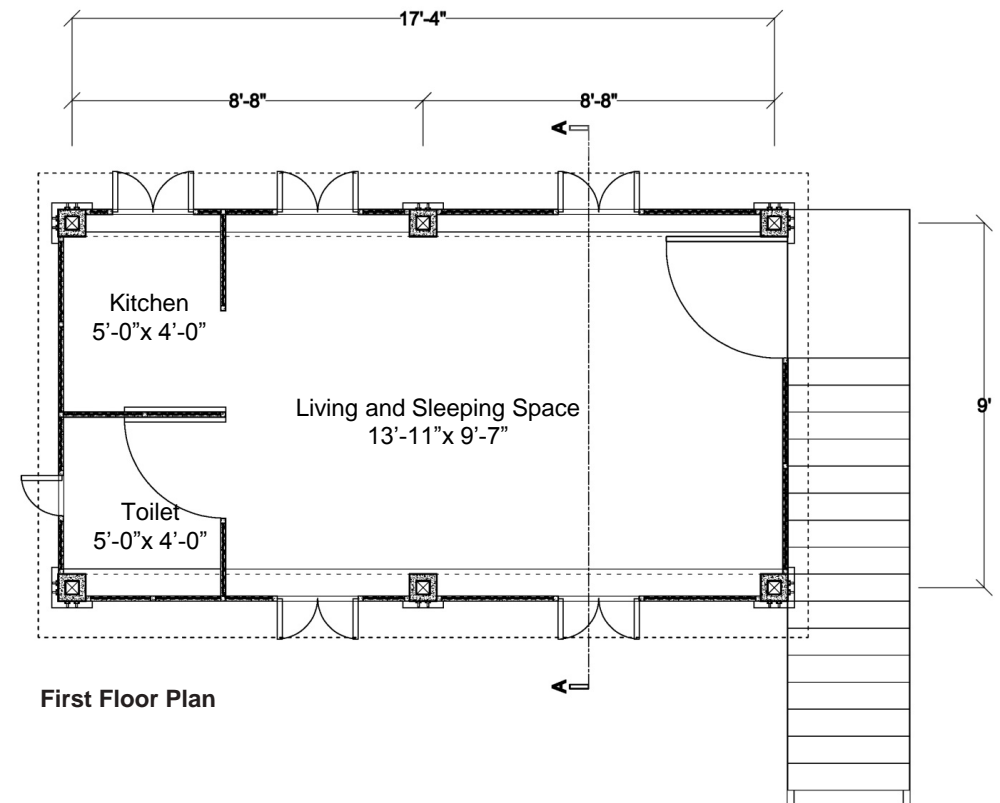 17'-4"
8'-8"
8'-8"
A
Kitchen
5’-0”x 4’-0”
9'
Living and Sleeping Space
13’-11”x 9’-7”
Toilet
5’-0”x 4’-0”
A
First Floor Plan